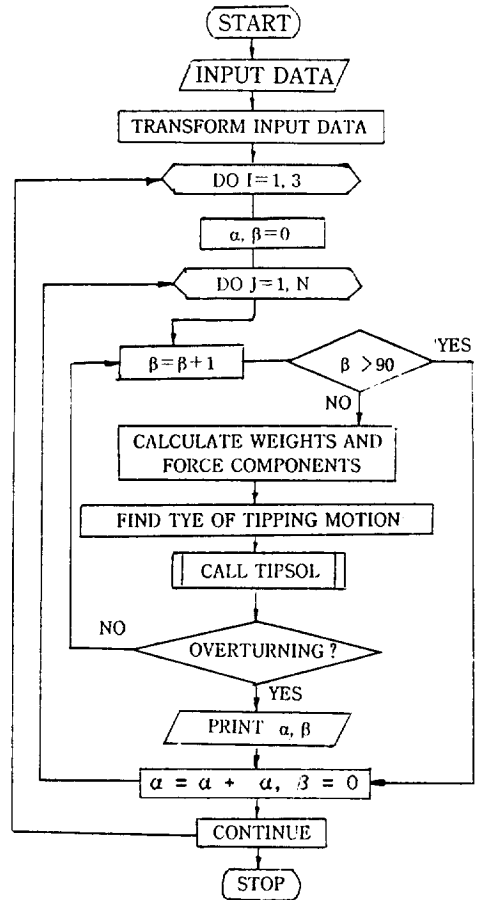 START
INPUT DATA
TRANSFORM INPUT DATA
DO I=1, 3
α, β=0
DO J=1, N
β=β+1
β >90
'YES
NO
CALCULATE WEIGHTS AND
FORCE COMPONENTS
FIND TYE OF TIPPING MOTION
CALL TIPSOL
NO
OVERTURNING ?
YES
PRINT α, β
α = α + α, β = 0
CONTINUE
STOP